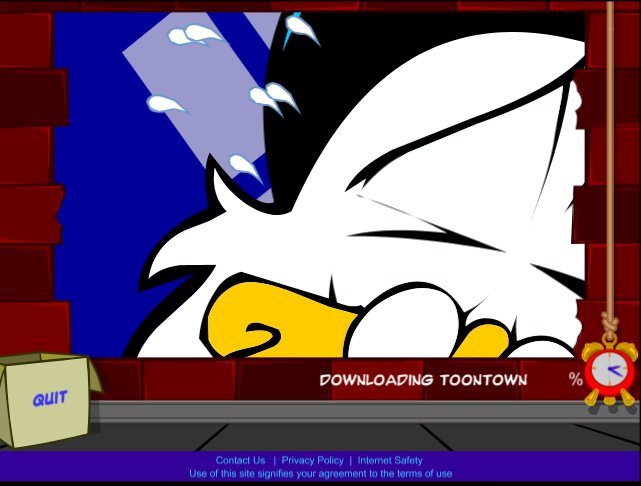 DOWNLOADING TOONTOWN %
QUIT
Contact Us | Privacy Policy | Internet Safety
Use of this site signifies your agreement to the terms of use